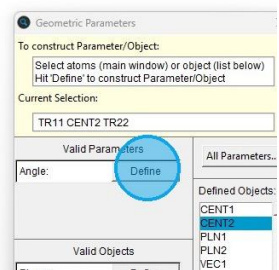 Geometric Parameters
To construct Parameter/Object:
Select atoms (main window) or object (list below)
Hit 'Define' to construct Parameter/Object
Current Selection:
TR11 CENT2 TR22
Valid Parameters
Angle: Define
All Parameters..
Defined Objects:
CENT1
CENT2
PLN1
PLN2
VEC1
Valid Objects